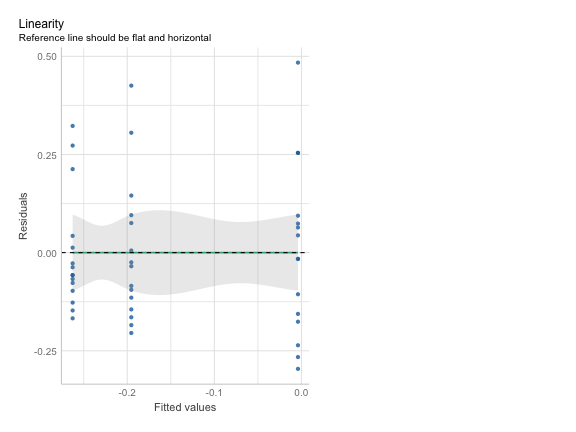 Linearity
Reference line should be flat and horizontal
0.50
0.25
0.00
-0.25
Residuals
-0.2
-0.1
0.0
Fitted values